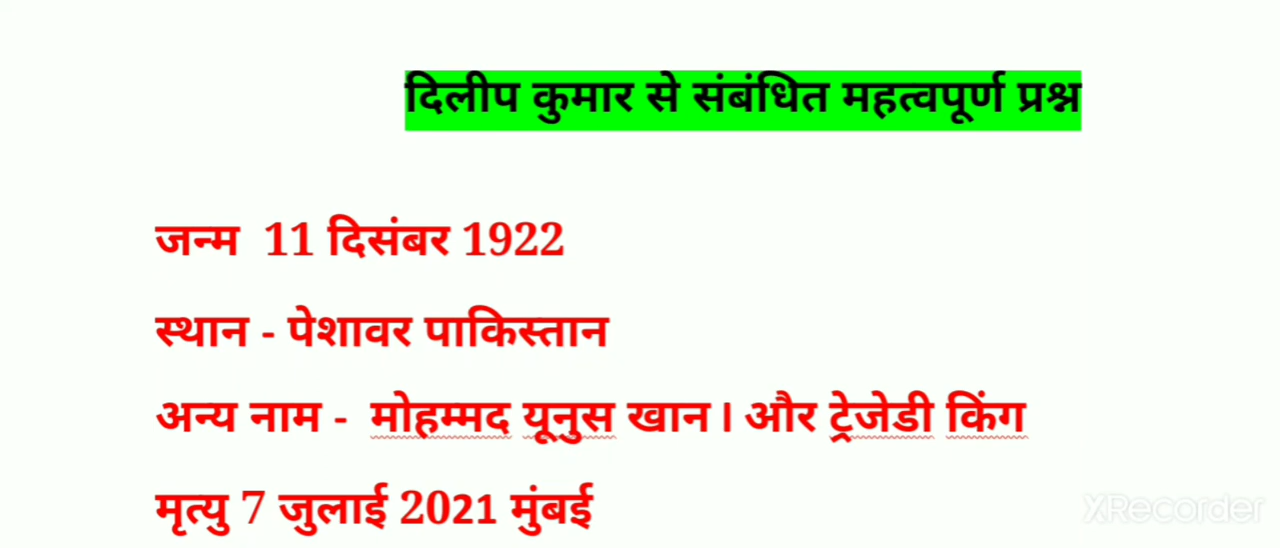 दिलीप कुमार से संबंधित महत्वपूर्ण प्रश्न
जन्म 11 दिसंबर 1922
स्थान - पेशावर पाकिस्तान
अन्य नाम - मोहम्मद यूनुस खान । और ट्रेजेडी किंग
मृत्यु 7 जुलाई 2021 मुंबई
XRecorder